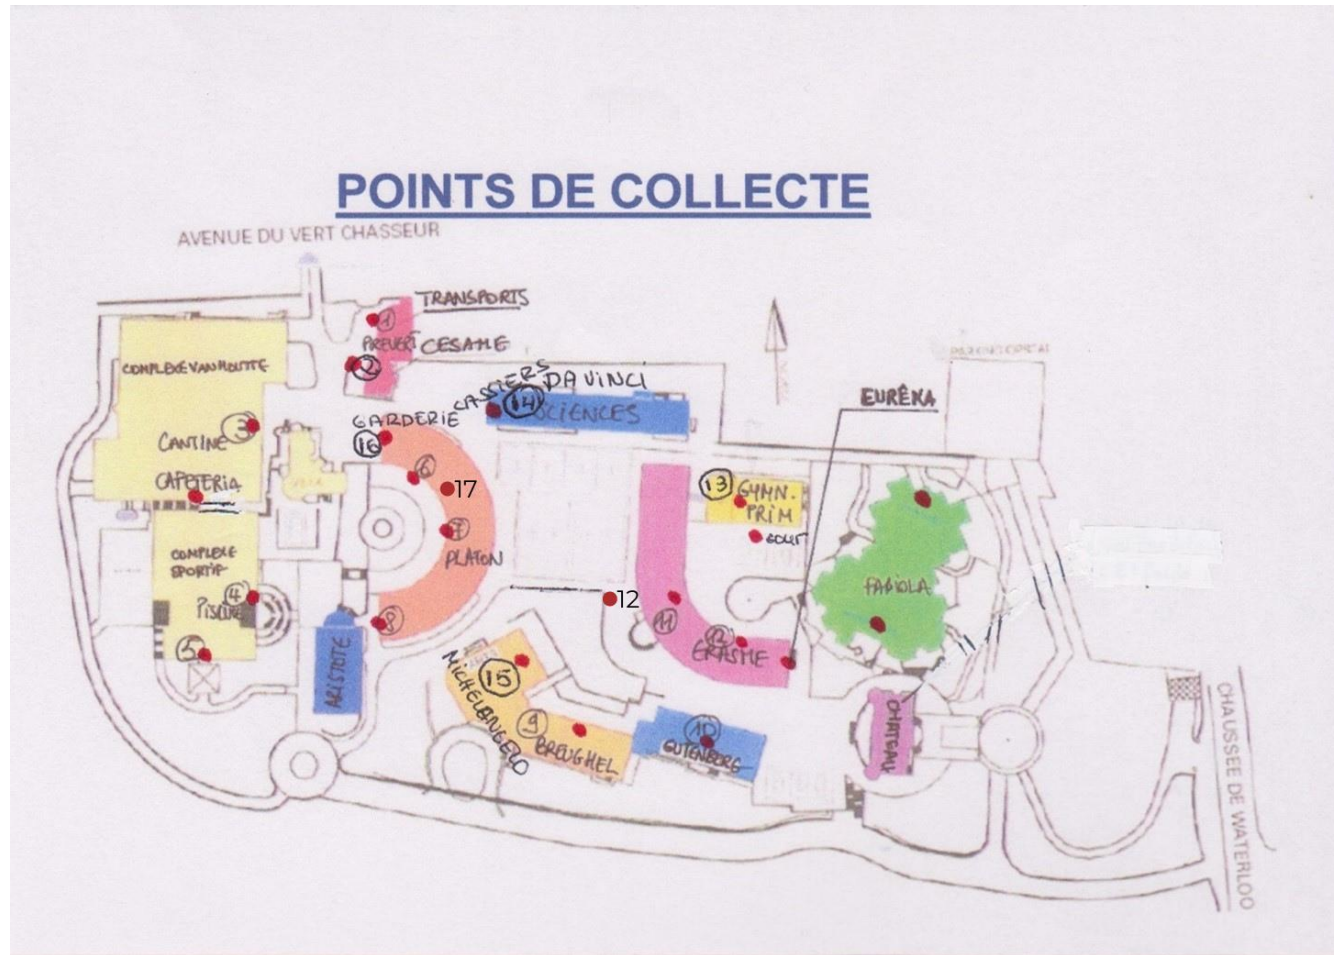 POINTS DE COLLECTE
AVENUE DU VERT CHASSEUR
TRANSPORTS
1
PREVERT CESAME
2
COMPLEXE VAN HOUTTE
CASSIERS DA VINCI
14 SCIENCES
EURÊKA
GARDERIE
16
3
CANTINE
6
17
CAFETERIA
13 GYMN.
PRIM
COUR
7
PLATON
COMPLEXE
SPORTIF
4
PISCINE
5
8
12
11
12
ERASME
FABIOLA
ARISTOTE
MICHELANGELO
15
9
BREUGHEL
10
GUTENBERG
CHATEAU
CHAUSSEE DE WATERLOO